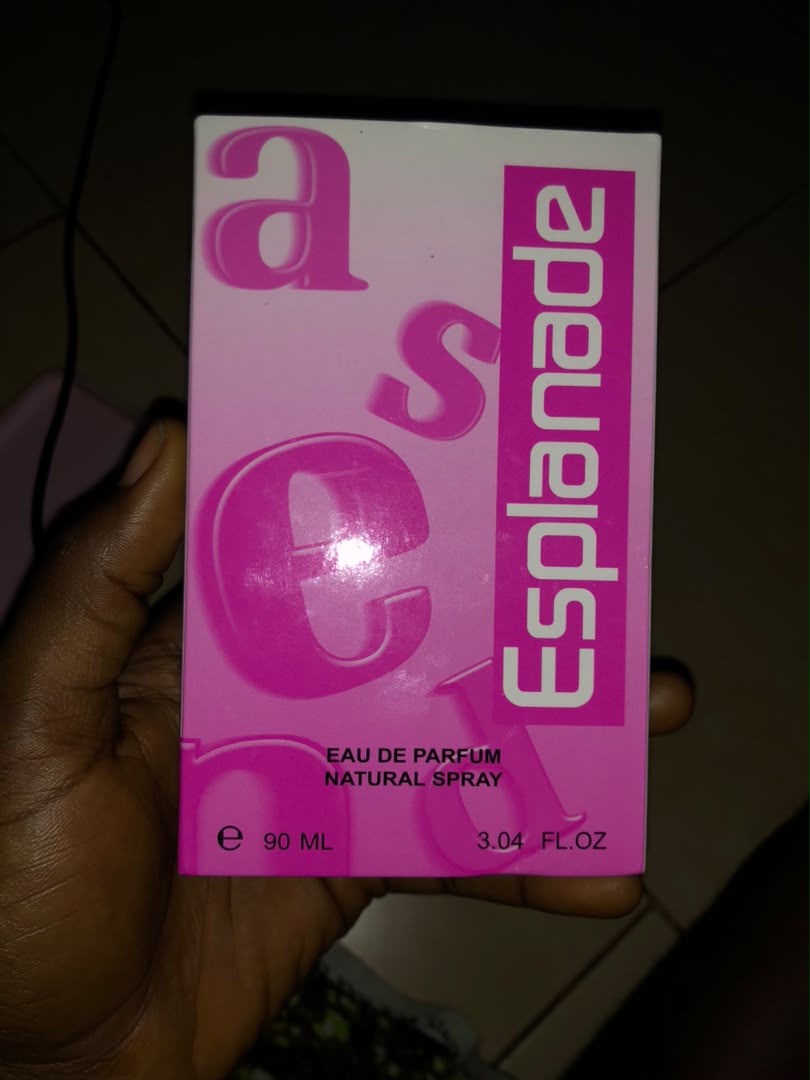 a
s
e
n d
Esplanade
EAU DE PARFUM
NATURAL SPRAY
e 90 ML 3.04 FL.OZ